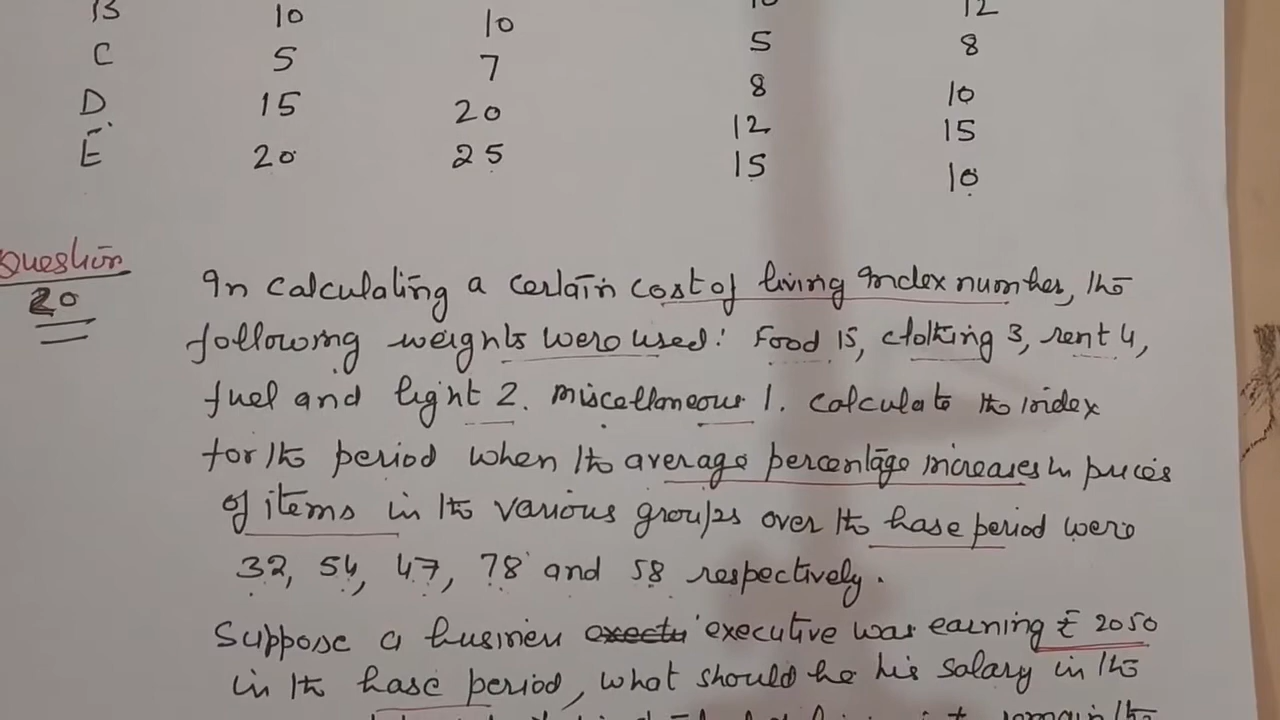 B 10 10 10 12
C 5 7 5 8
D 15 20 8 10
E 20 25 12 15
15 10
Question
20
In calculating a certain cost of living Index number, the
following weights were used: Food 15, clothing 3, rent 4,
fuel and light 2. miscellaneous 1. calculate the index
for the period when the average percentage increases in prices
of items in the various groups over the base period were
32, 54, 47, 78 and 58 respectively.
Suppose a business executive was earning ₹ 2050
in the base period, what should be his salary in the
remain the